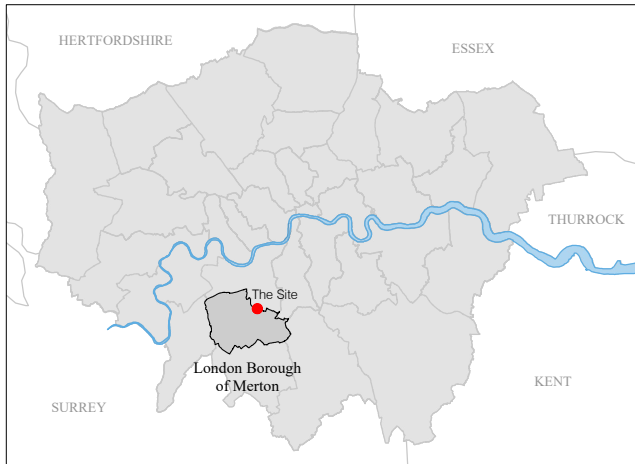 HERTFORDSHIRE
ESSEX
THURROCK
The Site
London Borough
of Merton
KENT
SURREY